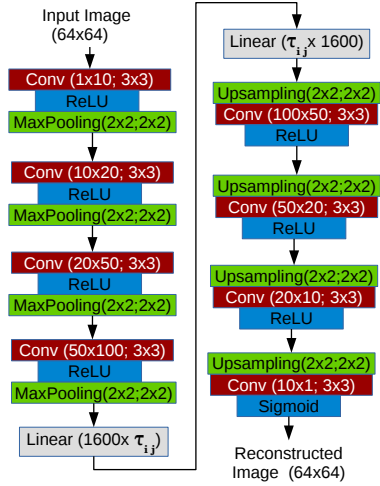 Input Image
(64x64)
Conv (1x10; 3x3)
ReLU
MaxPooling(2x2;2x2)
Conv (10x20; 3x3)
ReLU
MaxPooling(2x2;2x2)
Conv (20x50; 3x3)
ReLU
MaxPooling(2x2;2x2)
Conv (50x100; 3x3)
ReLU
MaxPooling(2x2;2x2)
Linear (1600x τij)
Linear (τij x 1600)
Upsampling(2x2;2x2)
Conv (100x50; 3x3)
ReLU
Upsampling(2x2;2x2)
Conv (50x20; 3x3)
ReLU
Upsampling(2x2;2x2)
Conv (20x10; 3x3)
ReLU
Upsampling(2x2;2x2)
Conv (10x1; 3x3)
Sigmoid
Reconstructed
Image (64x64)